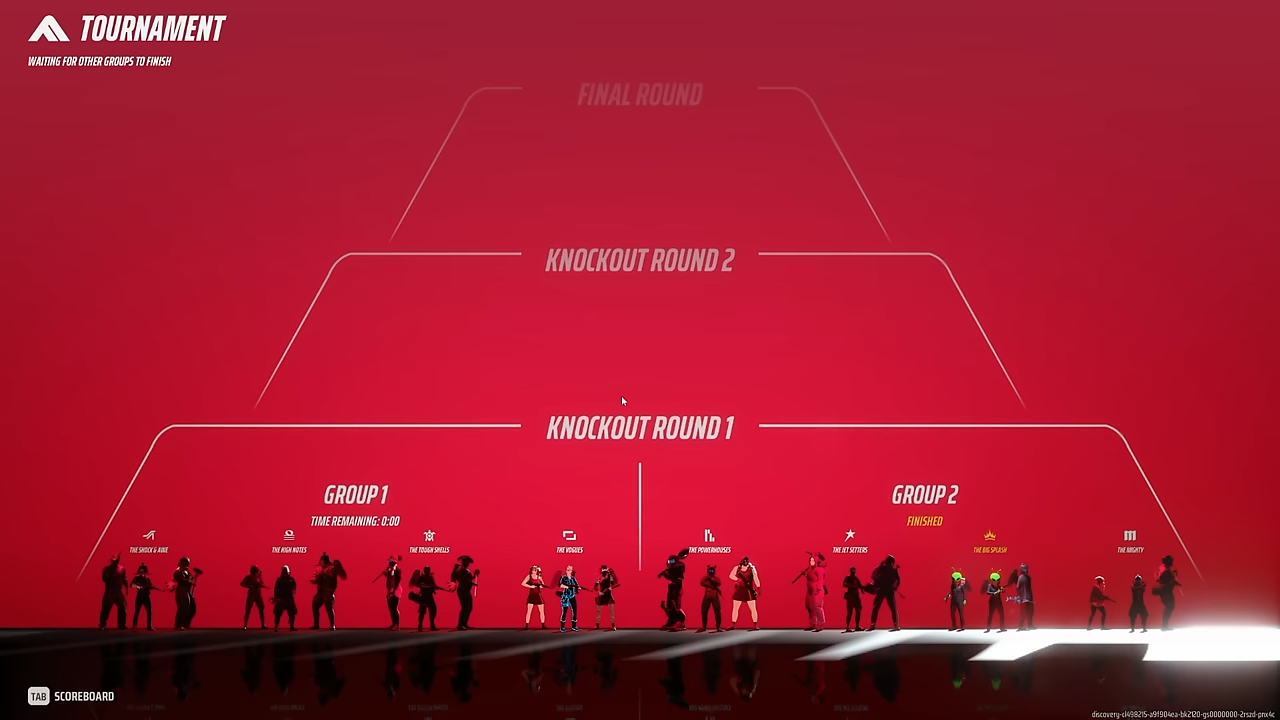 TOURNAMENT
WAITING FOR OTHER GROUPS TO FINISH
FINAL ROUND
KNOCKOUT ROUND 2
KNOCKOUT ROUND 1
GROUP 1
TIME REMAINING: 0:00
GROUP 2
FINISHED
THE SHOCK & AWE
THE HIGH NOTES
THE TOUGH SHELLS
THE VOGUES
THE POWERHOUSES
THE JET SETTERS
THE BIG SPLASH
THE MIGHTY
TAB SCOREBOARD